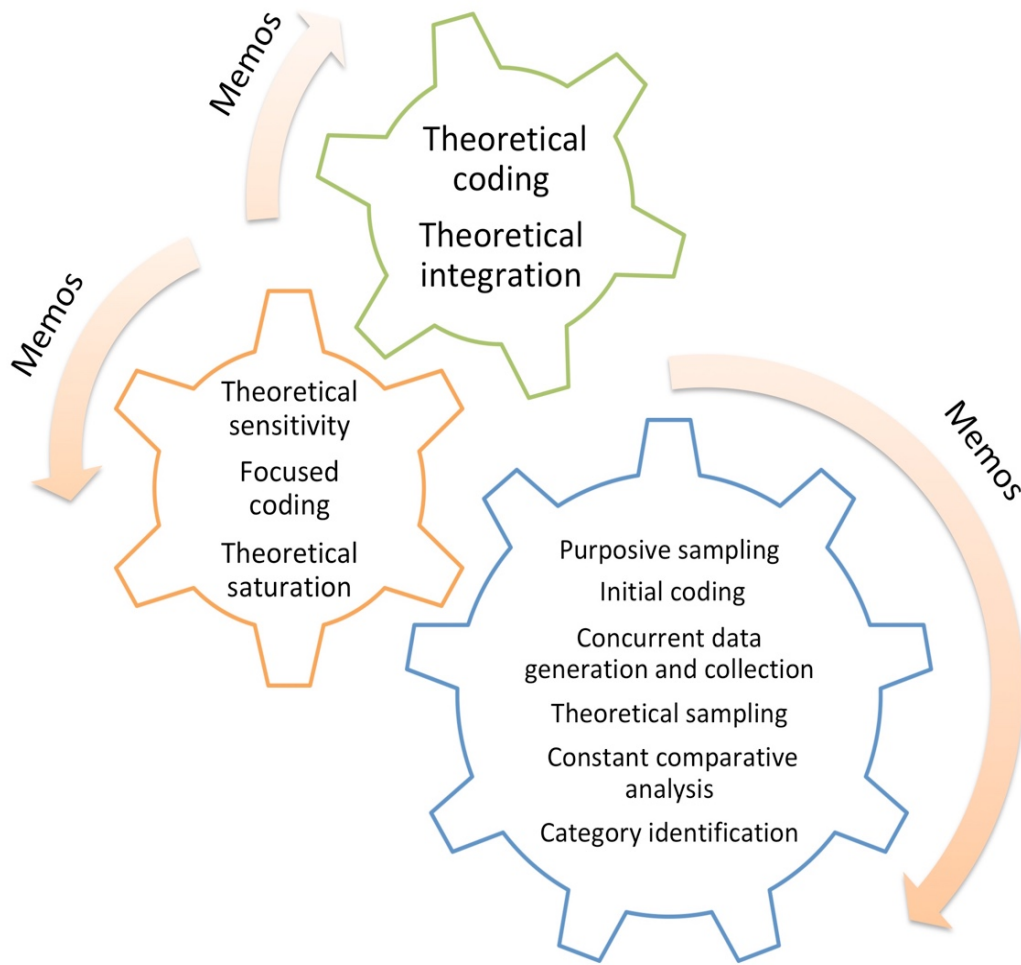 Memos
Theoretical
coding
Theoretical
integration
Memos
Theoretical
sensitivity
Focused
coding
Theoretical
saturation
Memos
Purposive sampling
Initial coding
Concurrent data
generation and collection
Theoretical sampling
Constant comparative
analysis
Category identification